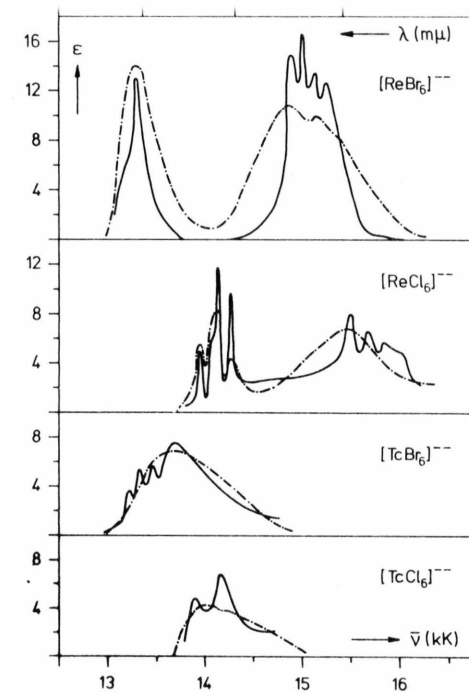 ε
λ (mμ)
[ReBr₆]⁻⁻
16
12
8
4
[ReCl₆]⁻⁻
12
8
4
[TcBr₆]⁻⁻
8
4
[TcCl₆]⁻⁻
8
4
ν̄ (kK)
12 13 14 15 16